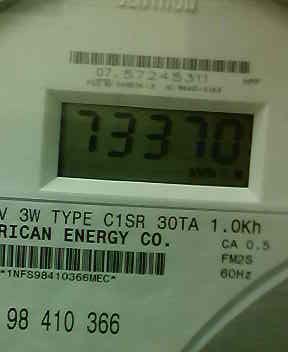 07.57245311
73370
V 3W TYPE C1SR 30TA 1.0Kh
RICAN ENERGY CO.
CA 0.5
FM2S
60Hz
*1NFS98410366MEC*
98 410 366